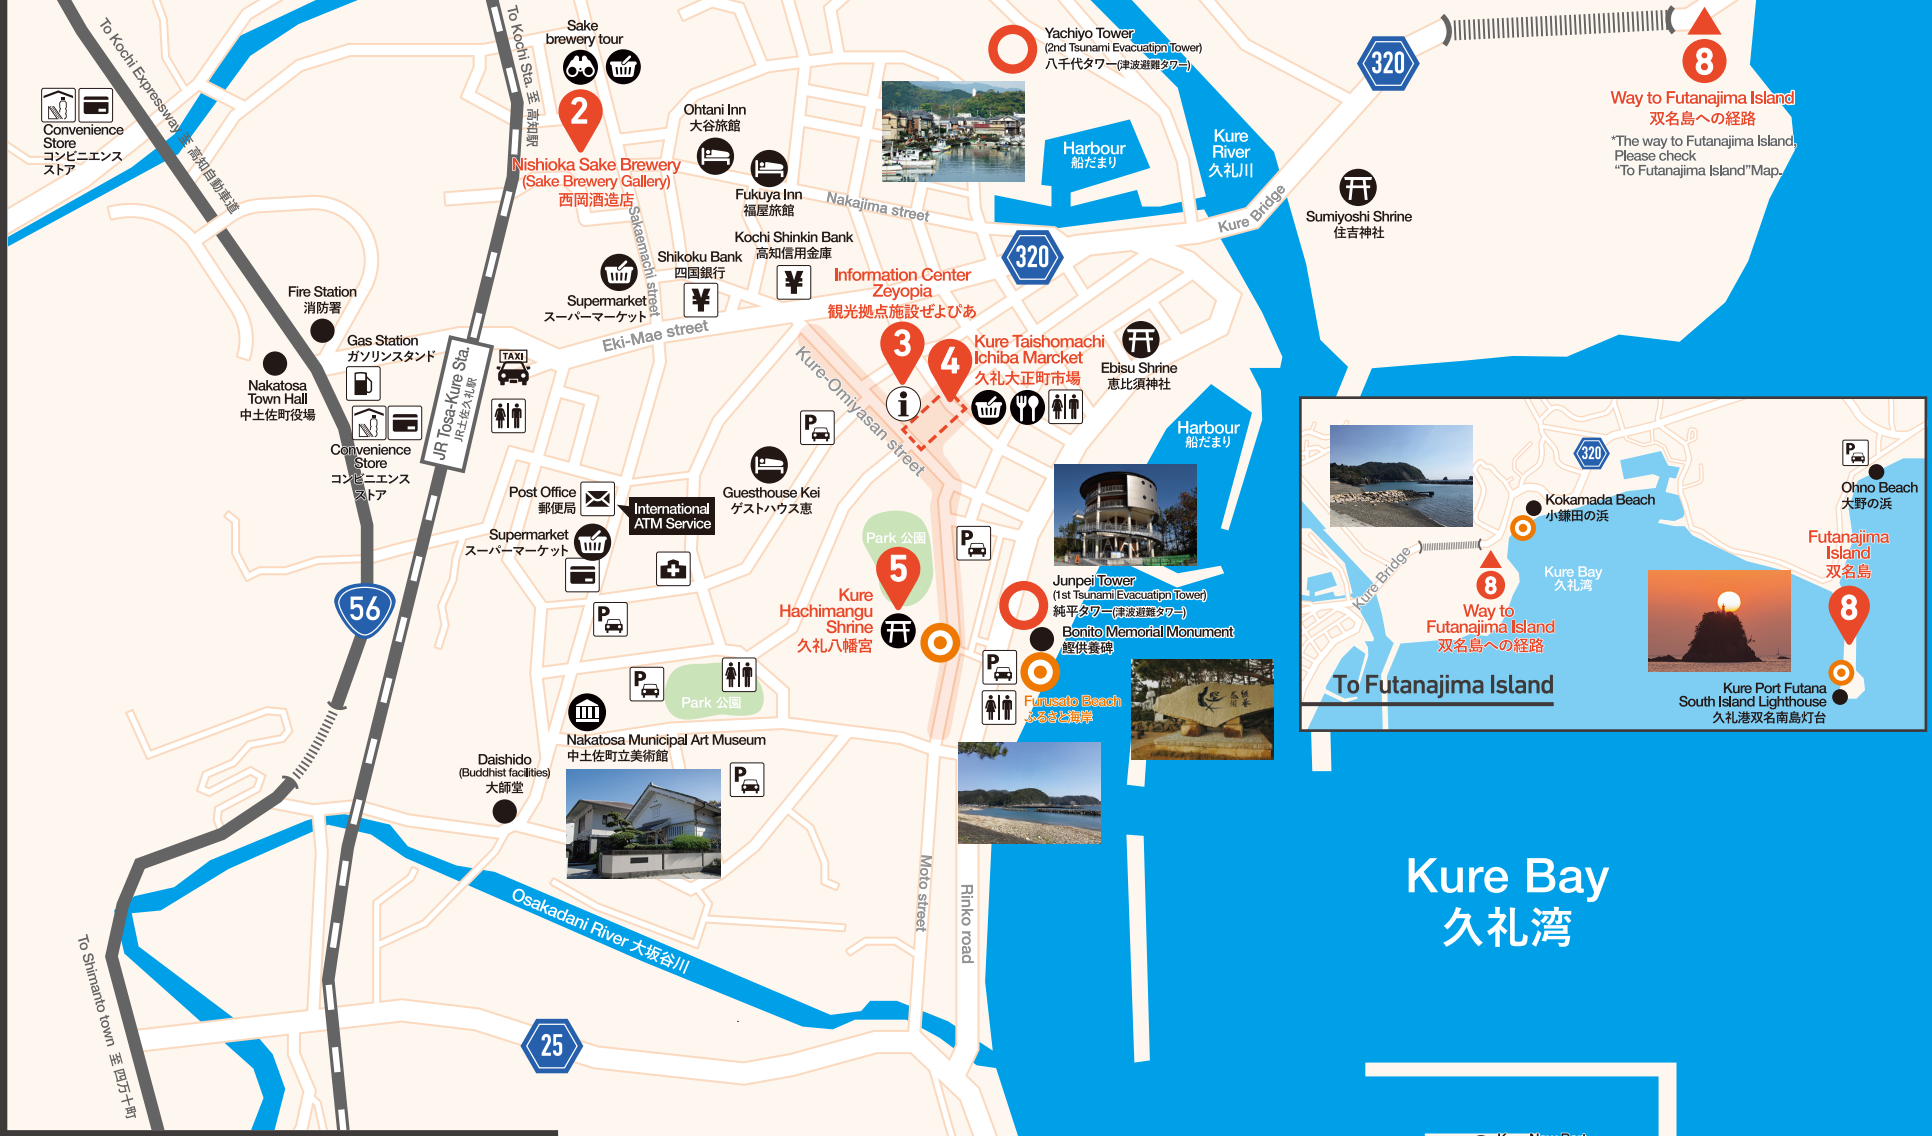 To Kochi Expressway 至 高知自動車道
To Kochi Sta. 至 高知駅
Sake
brewery tour
2
Nishioka Sake Brewery
(Sake Brewery Gallery)
西岡酒造店
Convenience
Store
コンビニエンス
ストア
Ohtani Inn
大谷旅館
Fukuya Inn
福屋旅館
Yachiyo Tower
(2nd Tsunami Evacuatipn Tower)
八千代タワー(津波避難タワー)
Harbour
船だまり
Kure
River
久礼川
320
8
Way to Futanajima Island
双名島への経路
*The way to Futanajima Island,
Please check
"To Futanajima Island"Map.
Sumiyoshi Shrine
住吉神社
Kure Bridge
Nakajima street
Sakaemachi street
320
Kochi Shinkin Bank
高知信用金庫
¥
Shikoku Bank
四国銀行
¥
Supermarket
スーパーマーケット
Eki-Mae street
Information Center
Zeyopia
観光拠点施設ぜよぴあ
3
i
Kure Taishomachi
Ichiba Marcket
久礼大正町市場
4
Ebisu Shrine
恵比須神社
Kure-Omiyasan street
Fire Station
消防署
Gas Station
ガソリンスタンド
Nakatosa
Town Hall
中土佐町役場
Convenience
Store
コンビニエンス
ストア
JR Tosa-Kure Sta.
JR土佐久礼駅
TAXI
P
Harbour
船だまり
Guesthouse Kei
ゲストハウス恵
Post Office
郵便局
International
ATM Service
Supermarket
スーパーマーケット
P
56
Park 公園
5
Kure
Hachimangu
Shrine
久礼八幡宮
P
Junpei Tower
(1st Tsunami Evacuatipn Tower)
純平タワー(津波避難タワー)
Bonito Memorial Monument
鰹供養碑
P
Furusato Beach
ふるさと海岸
P
Park 公園
Nakatosa Municipal Art Museum
中土佐町立美術館
P
Daishido
(Buddhist facilities)
大師堂
Osakadani River 大坂谷川
Moto street
Rinko road
To Shimanto town 至 四万十町
25
Kure Bay
久礼湾
320
P
Ohno Beach
大野の浜
Kokamada Beach
小鎌田の浜
Kure Bridge
8
Way to
Futanajima Island
双名島への経路
Kure Bay
久礼湾
Futanajima
Island
双名島
8
Kure Port Futana
South Island Lighthouse
久礼港双名南島灯台
To Futanajima Island